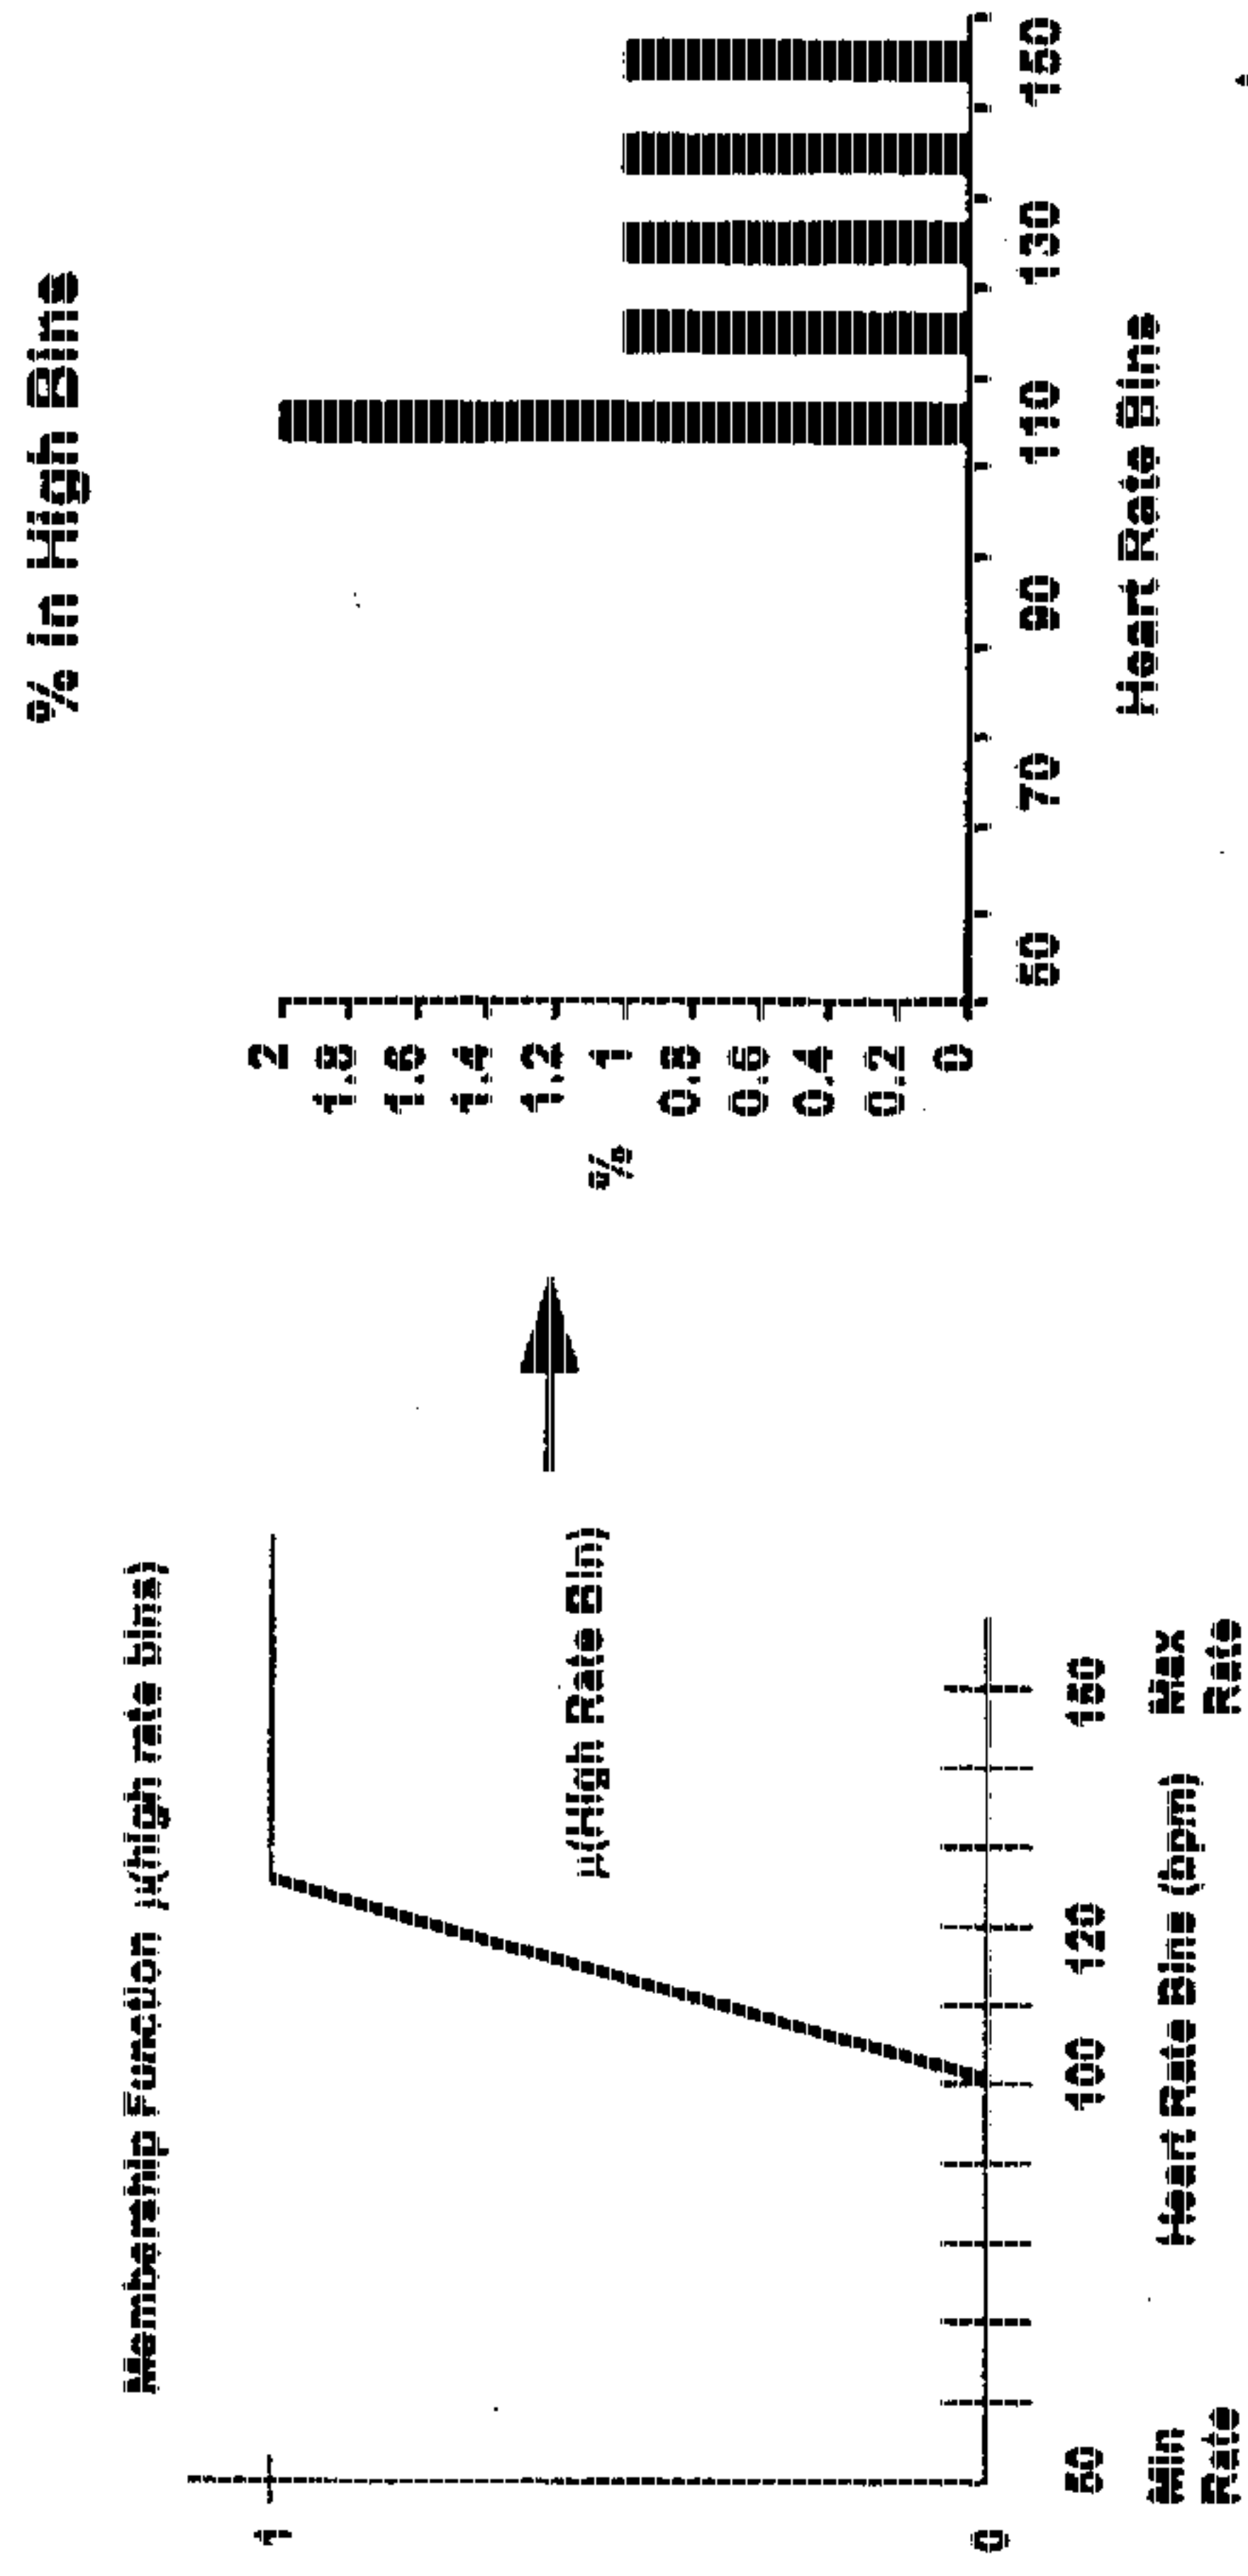 Membership Function μ(high rate bins)
1
0
μ(High Rate Bin)
50
100
120
150
Min
Rate
Heart Rate Bins (bpm)
Max
Rate
% in High Bins
%
2
1.8
1.6
1.4
1.2
1
0.8
0.6
0.4
0.2
0
50
70
90
110
130
150
Heart Rate Bins